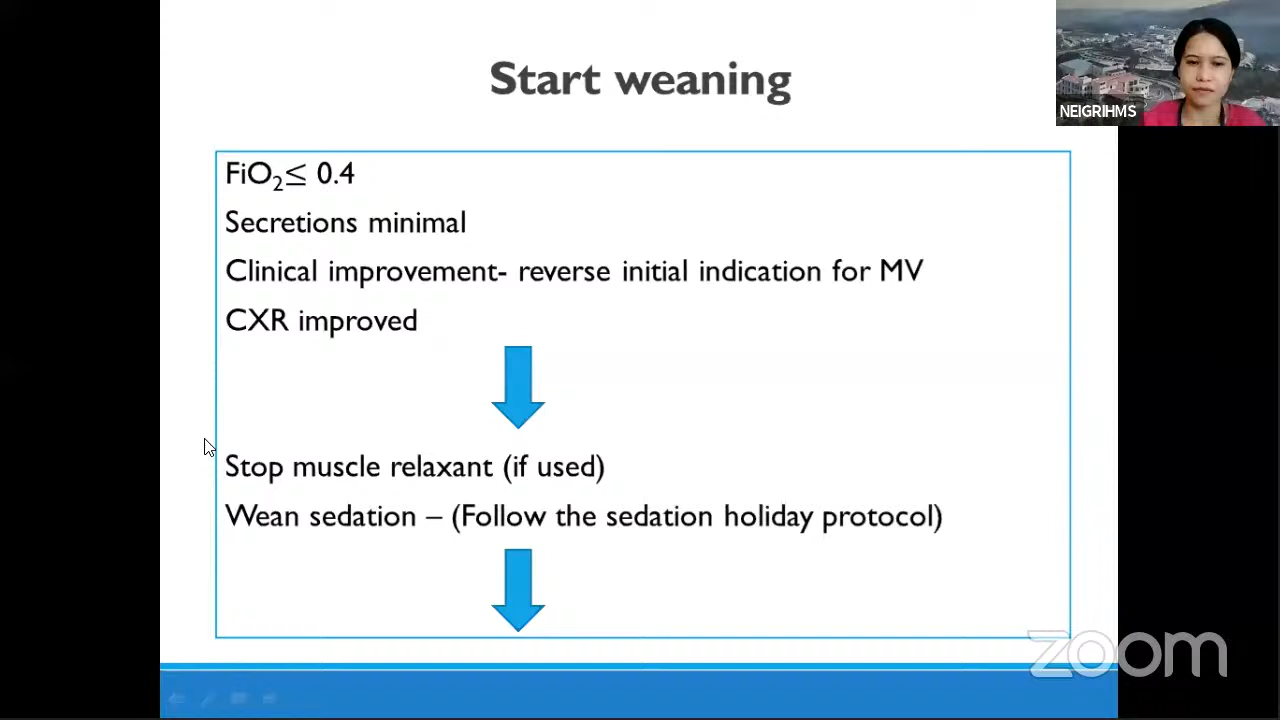 Start weaning
NEIGRIHMS
FiO₂≤ 0.4
Secretions minimal
Clinical improvement- reverse initial indication for MV
CXR improved
Stop muscle relaxant (if used)
Wean sedation – (Follow the sedation holiday protocol)
zoom